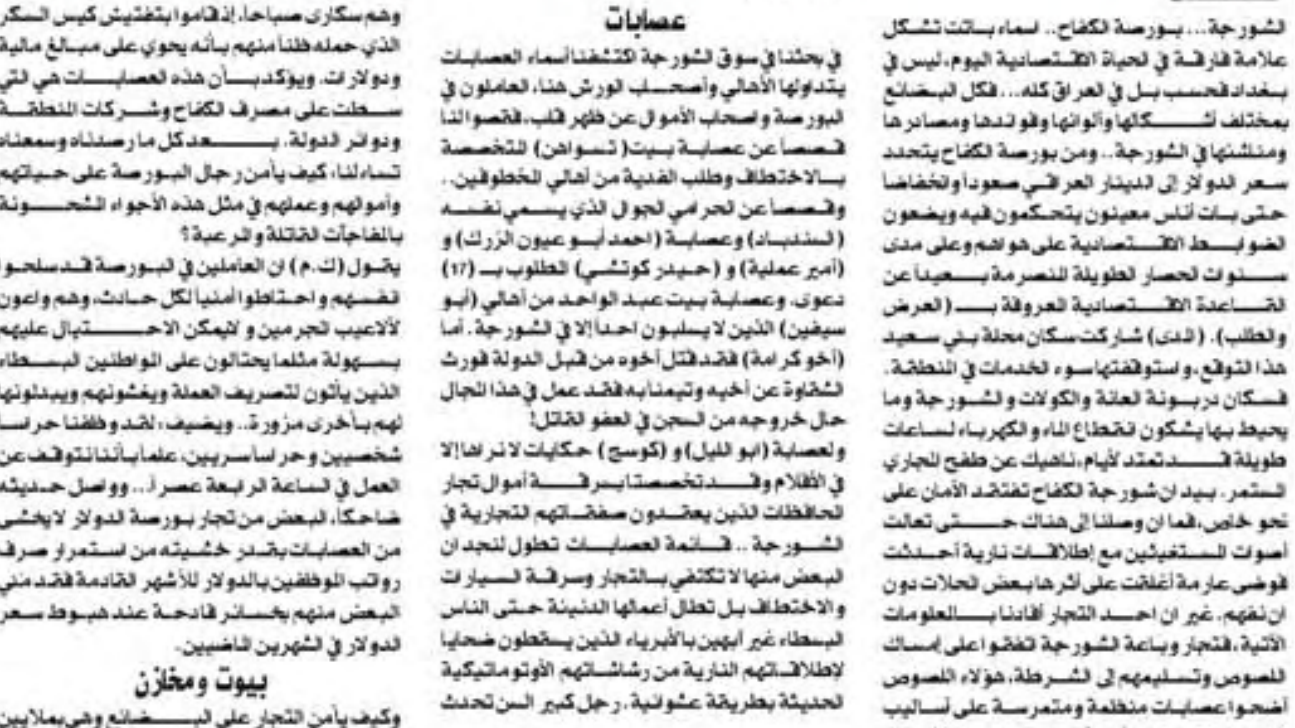 الشورجة... بورصة الكفاح.. اسماء باتت تشكل
علامة فارقة في الحياة الاقتصادية اليوم، ليس في
بغداد فحسب بل في العراق كله... فكل البضائع
بمختلف أشكالها وألوانها وفوائدها ومصادرها
ومناشئها في الشورجة.. ومن بورصة الكفاح يتحدد
سعر الدولار إلى الدينار العراقي صعوداً وانخفاضا
حتى بات أناس معينون يتحكمون فيه ويضعون
الضوابط الاقتصادية على هواهم وعلى مدى
سنوات الحصار الطويلة المنصرمة بعيداً عن
القاعدة الاقتصادية المعروفة بـ (العرض
والطلب). (المدى) شاركت سكان محلة بني سعيد
هذا التوقع، واستوقفتها سوء الخدمات في المنطقة.
فسكان دربونة العانة والكولات والشورجة وما
يحيط بها يشكون انقطاع الماء والكهرباء لساعات
طويلة قد تمتد لأيام، ناهيك عن طفح المجاري
المستمر. بيد ان شورجة الكفاح تفتقد الأمان على
نحو خاص، فما ان وصلنا إلى هناك حتى تعالت
أصوات المستغيثين مع إطلاقات نارية أحدثت
فوضى عارمة أغلقت على أثرها بعض المحلات دون
ان نفهم. غير ان احد التجار أفادنا بالمعلومات
الآتية، فتجار وباعة الشورجة اتفقوا على إمساك
اللصوص وتسليمهم إلى الشرطة، هؤلاء اللصوص
أضحوا عصابات منظمة ومتمرسة على أساليب
عصابات
في بحثنا في سوق الشورجة اكتشفنا أسماء العصابات
يتداولها الأهالي وأصحاب الورش هنا، العاملون في
البورصة واصحاب الأموال عن ظهر قلب، فقصوا لنا
قصصاً عن عصابة بيت (تسواهن) المتخصصة
بالاختطاف وطلب الفدية من أهالي المخطوفين..
وقصصا عن الحرامي الجوال الذي يسمي نفسه
(السندباد) وعصابة (احمد أبو عيون الزرك) و
(أمير عملية) و (حيدر كوتشي) المطلوب بـ (17)
دعوى. وعصابة بيت عبد الواحد من أهالي (أبو
سيفين) الذين لا يسلبون احداً إلا في الشورجة. أما
(أخو كرامة) فقد قتل أخوه من قبل الدولة فورث
الشقاوة عن أخيه وتيمنا به فقد عمل في هذا المجال
حال خروجه من السجن في العفو القاتل!
ولعصابة (ابو الليل) و (كوسج) حكايات لا نراها إلا
في الأفلام وقد تخصصتا بسرقة أموال تجار
المحافظات الذين يعقدون صفقاتهم التجارية في
الشورجة .. قائمة العصابات تطول لنجد ان
البعض منها لا تكتفي بالتجار وسرقة السيارات
والاختطاف بل تطال أعمالها الدنيئة حتى الناس
البسطاء غير آبهين بالأبرياء الذين يسقطون ضحايا
لإطلاقاتهم النارية من رشاشاتهم الأوتوماتيكية
الحديثة بطريقة عشوائية. رجل كبير السن تحدث
وهم سكارى صباحا، إذ قاموا بتفتيش كيس السكر
الذي حمله ظنا منهم بأنه يحوي على مبالغ مالية
ودولارات. ويؤكد بأن هذه العصابات هي التي
سطت على مصرف الكفاح وشركات المنطقة
ودوائر الدولة. بعد كل ما رصدناه وسمعناه
تساءلنا، كيف يأمن رجال البورصة على حياتهم
وأموالهم وعملهم في مثل هذه الأجواء المشحونة
بالمفاجآت القاتلة والمرعبة؟
يقول (ك.م) ان العاملين في البورصة قد سلحوا
انفسهم واحتاطوا أمنيا لكل حادث، وهم واعون
لألاعيب المجرمين ولا يمكن الاحتيال عليهم
بسهولة مثلما يحتالون على المواطنين البسطاء
الذين يأتون لتصريف العملة ويغشونهم ويبدلونها
لهم بأخرى مزورة.. ويضيف، لقد وظفنا حراسا
شخصيين وحراسا سريين، علما بأننا نتوقف عن
العمل في الساعة الرابعة عصراً.. وواصل حديثه
ضاحكا، البعض من تجار بورصة الدولار لا يخشى
من العصابات بقدر خشيته من استمرار صرف
رواتب الموظفين بالدولار للأشهر القادمة فقد مني
البعض منهم بخسائر فادحة عند هبوط سعر
الدولار في الشهرين الماضيين.
بيوت ومخازن
وكيف يأمن التجار على البضائع وهي بملايين